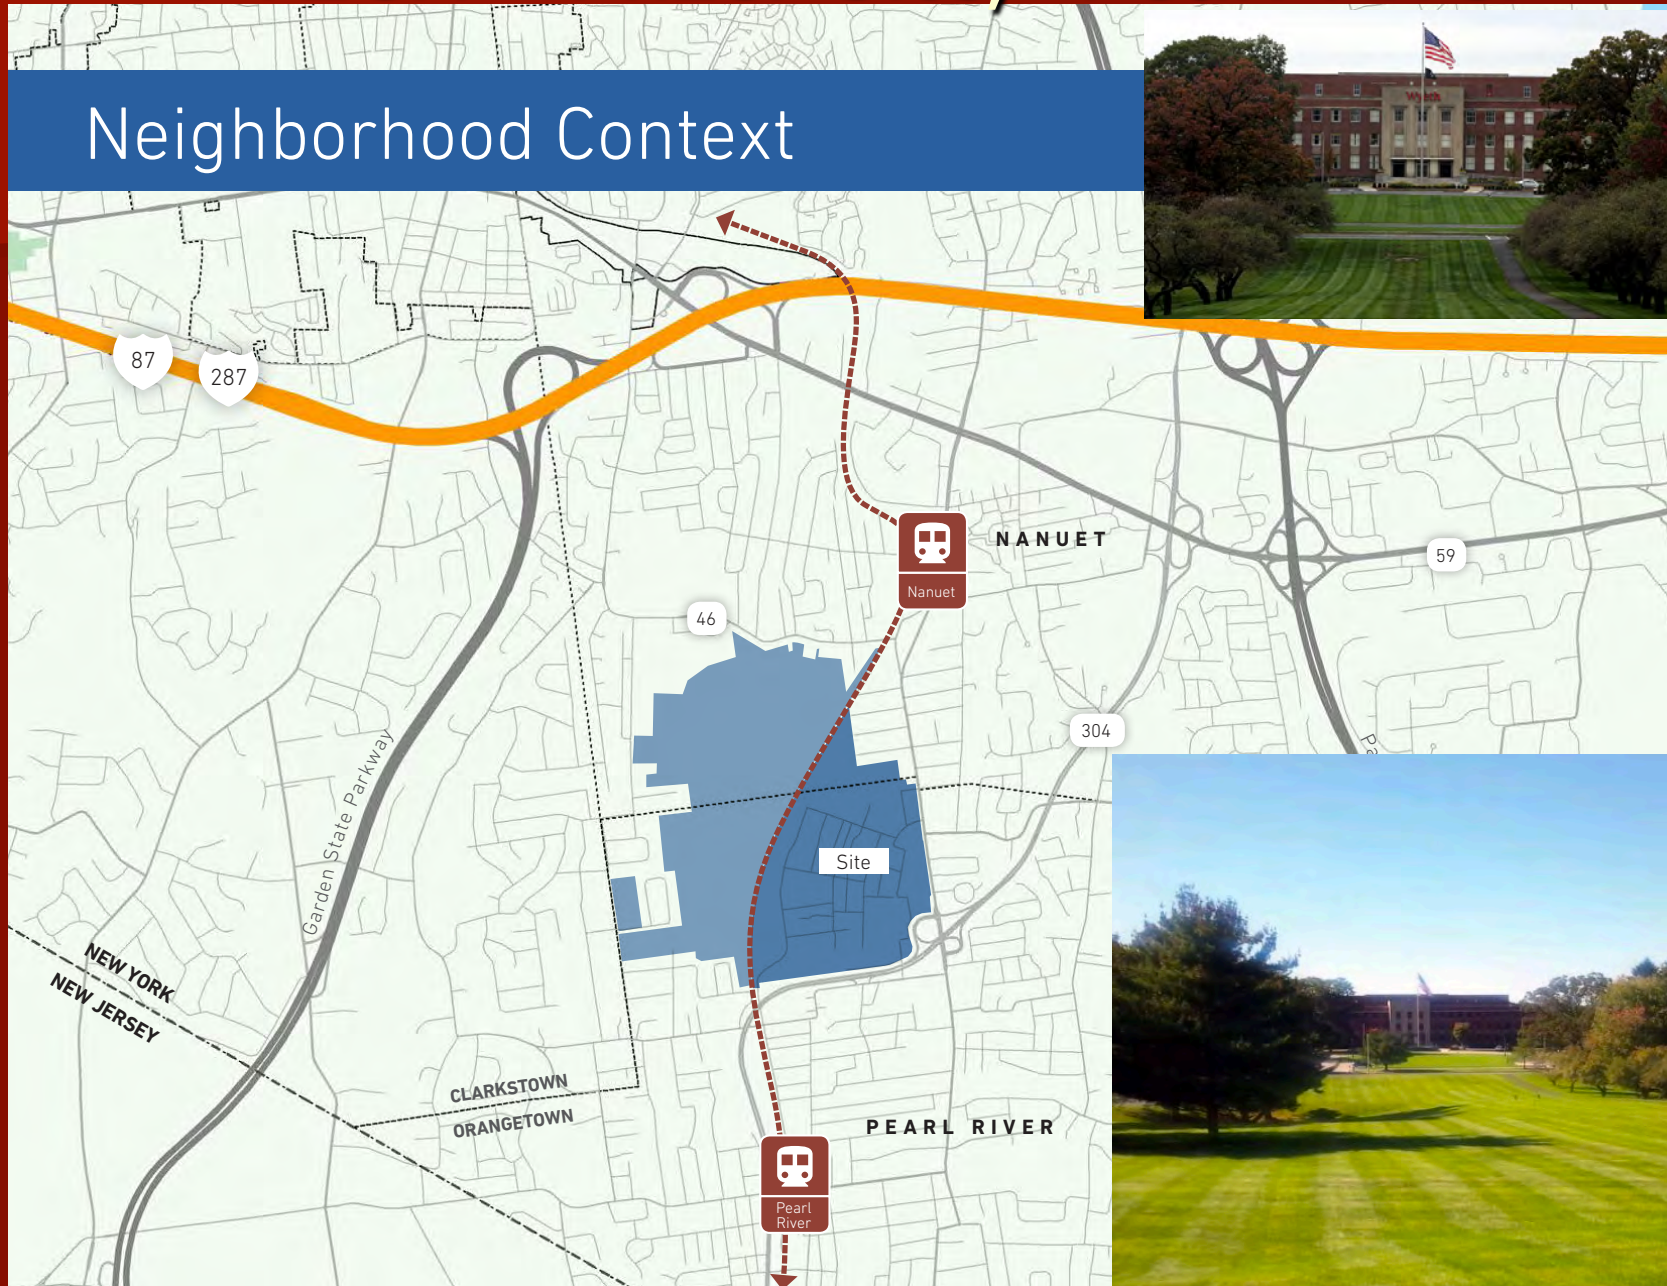 Neighborhood Context
Wyeth
87
287
NANUET
Nanuet
59
46
304
Garden State Parkway
Site
NEW YORK
NEW JERSEY
CLARKSTOWN
ORANGETOWN
PEARL RIVER
Pearl
River